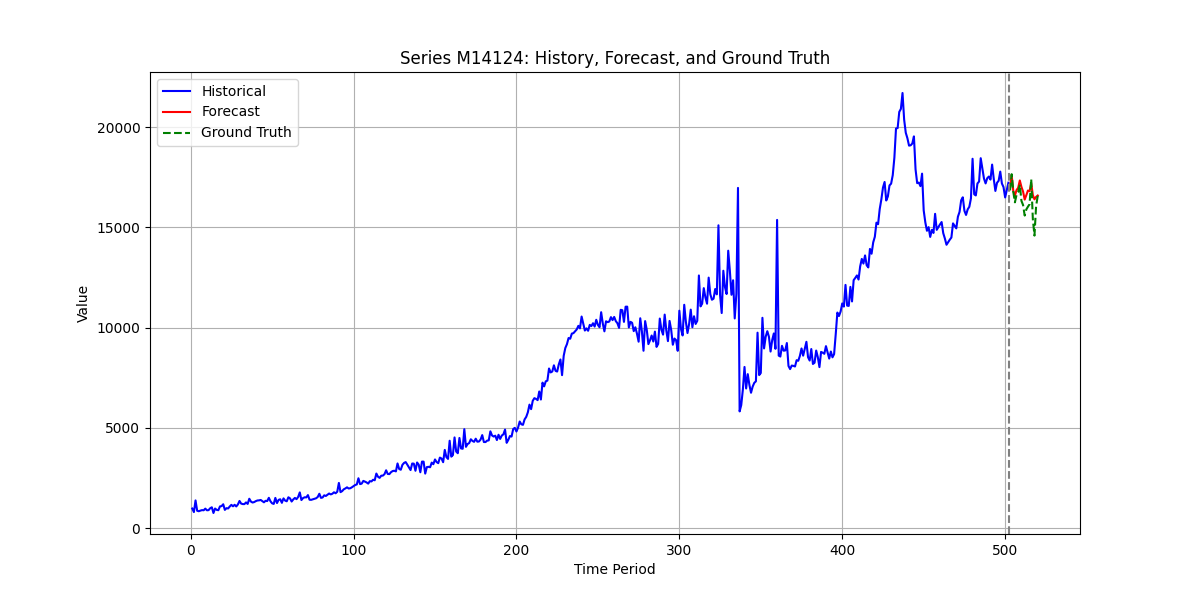 Series M14124: History, Forecast, and Ground Truth
Historical
Forecast
Ground Truth
20000
15000
10000
5000
0
Value
0 100 200 300 400 500
Time Period